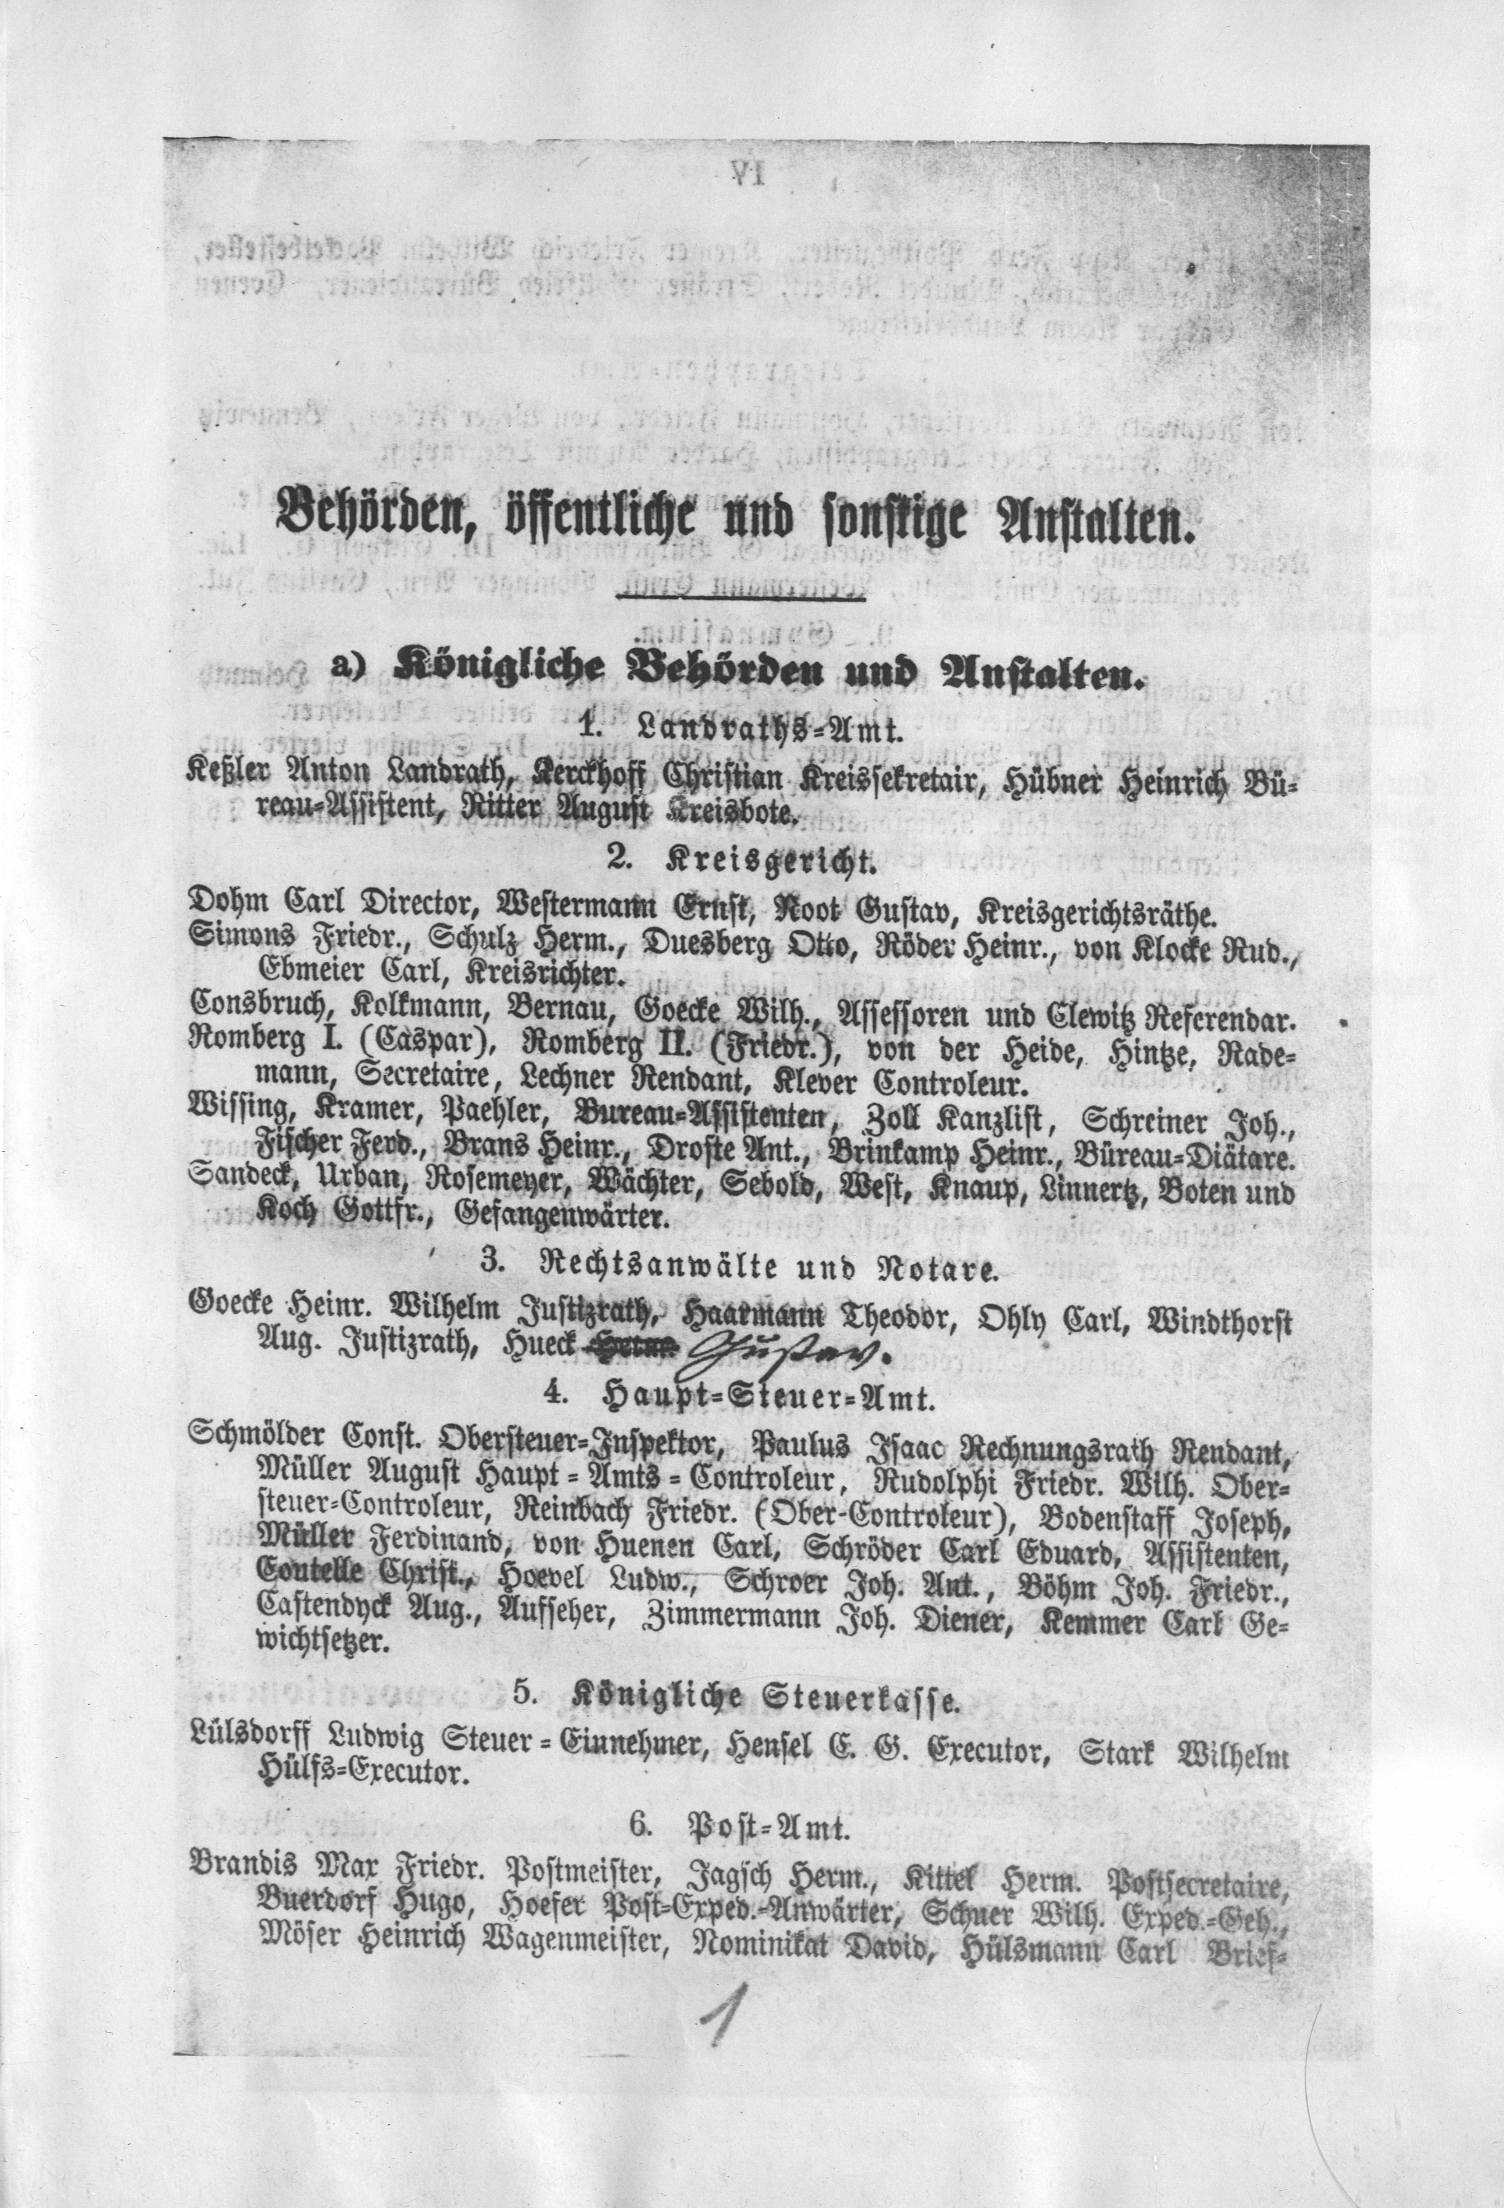 Behörden, öffentliche und sonstige Anstalten.
a) Königliche Behörden und Anstalten.
1. Landraths-Amt.
Keßler Anton Landrath, Kerckhoff Christian Kreissekretair, Hübner Heinrich Bü-
reau-Assistent, Ritter August Kreisbote.
2. Kreisgericht.
Dohm Carl Director, Westermann Ernst, Root Gustav, Kreisgerichtsräthe.
Simons Friedr., Schulz Herm., Duesberg Otto, Röder Heinr., von Klocke Rud.,
Ebmeier Carl, Kreisrichter.
Consbruch, Kolkmann, Bernau, Goecke Wilh., Assessoren und Clewitz Referendar.
Romberg I. (Caspar), Romberg II. (Friedr.), von der Heide, Hintze, Rade-
mann, Secretaire, Lechner Rendant, Klever Controleur.
Wissing, Kramer, Paehler, Bureau-Assistenten, Zoll Kanzlist, Schreiner Joh.,
Fischer Ferd., Brans Heinr., Droste Ant., Brinkamp Heinr., Büreau-Diätare.
Sandeck, Urban, Rosemeyer, Wächter, Sebold, West, Knaup, Linnertz, Boten und
Koch Gottfr., Gefangenwärter.
3. Rechtsanwälte und Notare.
Goecke Heinr. Wilhelm Justizrath, Haarmann Theodor, Ohly Carl, Windthorst
Aug. Justizrath, Hueck Gustav.
4. Haupt-Steuer-Amt.
Schmölder Const. Obersteuer-Inspektor, Paulus Isaac Rechnungsrath Rendant,
Müller August Haupt-Amts-Controleur, Rudolphi Friedr. Wilh. Ober-
steuer-Controleur, Reinbach Friedr. (Ober-Controleur), Bodenstaff Joseph,
Müller Ferdinand, von Huenen Carl, Schröder Carl Eduard, Assistenten,
Contelle Christ., Hoevel Ludw., Schroer Joh. Ant., Böhm Joh. Friedr.,
Castendyck Aug., Aufseher, Zimmermann Joh. Diener, Kemmer Carl Ge-
wichtsetzer.
5. Königliche Steuerkasse.
Lülsdorff Ludwig Steuer-Einnehmer, Hensel E. G. Executor, Stark Wilhelm
Hülfs-Executor.
6. Post-Amt.
Brandis Max Friedr. Postmeister, Jagsch Herm., Kittel Herm. Postsecretaire,
Buerdorf Hugo, Hoefer Post-Exped.-Anwärter, Schuer Wilh. Exped.-Geh.,
Möser Heinrich Wagenmeister, Nominikat David, Hülsmann Carl Brief-
1